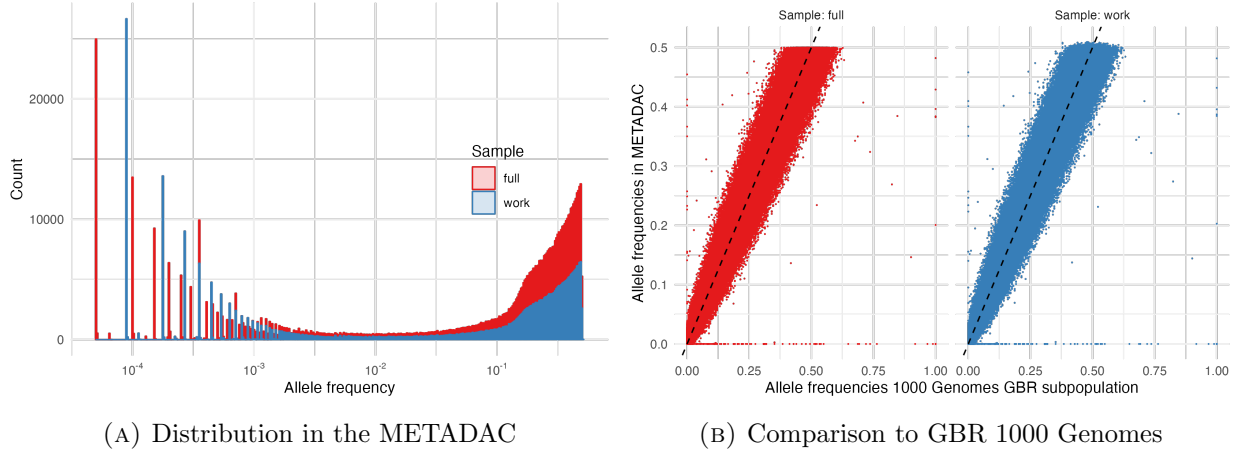 20000
10000
0
10⁻⁴
10⁻³
10⁻²
10⁻¹
Count
Allele frequency
Sample
full
work
(A) Distribution in the METADAC
Sample: full
Sample: work
0.5
0.4
0.3
0.2
0.1
0.0
Allele frequencies in METADAC
0.00 0.25 0.50 0.75 1.00
0.00 0.25 0.50 0.75 1.00
Allele frequencies 1000 Genomes GBR subpopulation
(B) Comparison to GBR 1000 Genomes